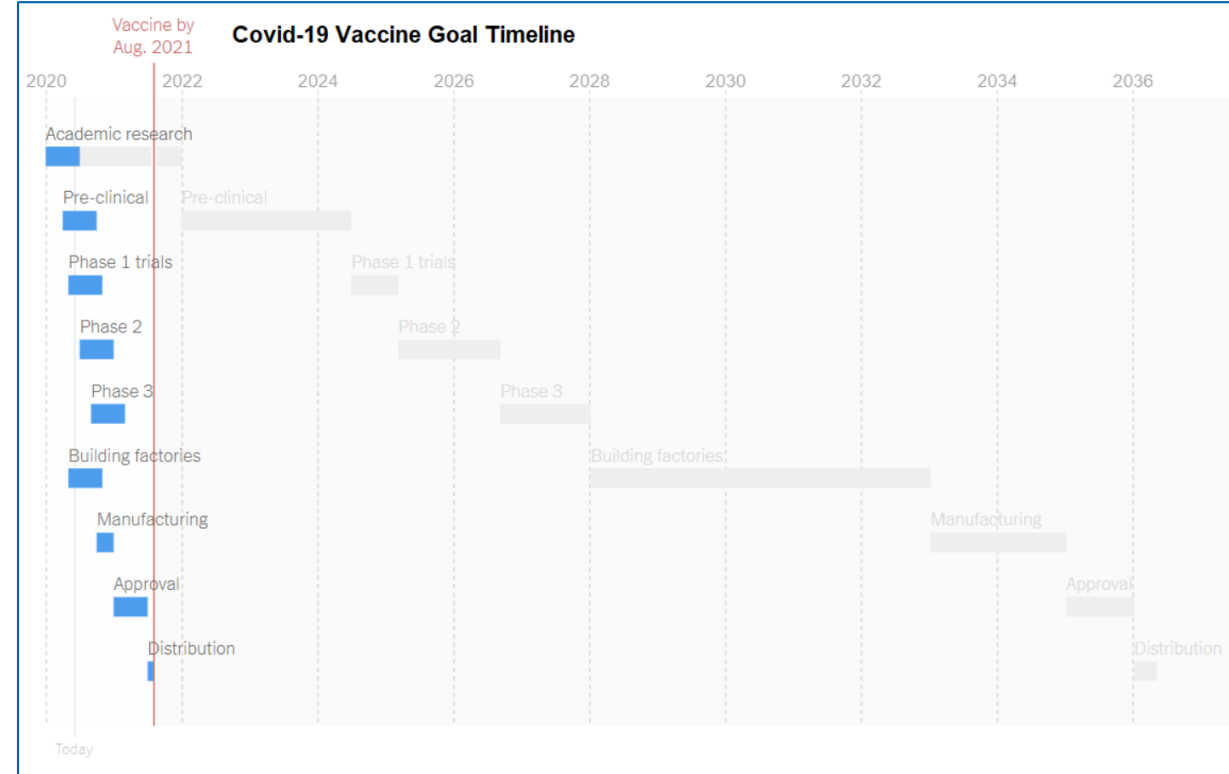 Vaccine by
Aug. 2021
Covid-19 Vaccine Goal Timeline
2020 2022 2024 2026 2028 2030 2032 2034 2036
Academic research
Pre-clinical Pre-clinical
Phase 1 trials Phase 1 trials
Phase 2 Phase 2
Phase 3 Phase 3
Building factories Building factories
Manufacturing Manufacturing
Approval Approval
Distribution Distribution
Today